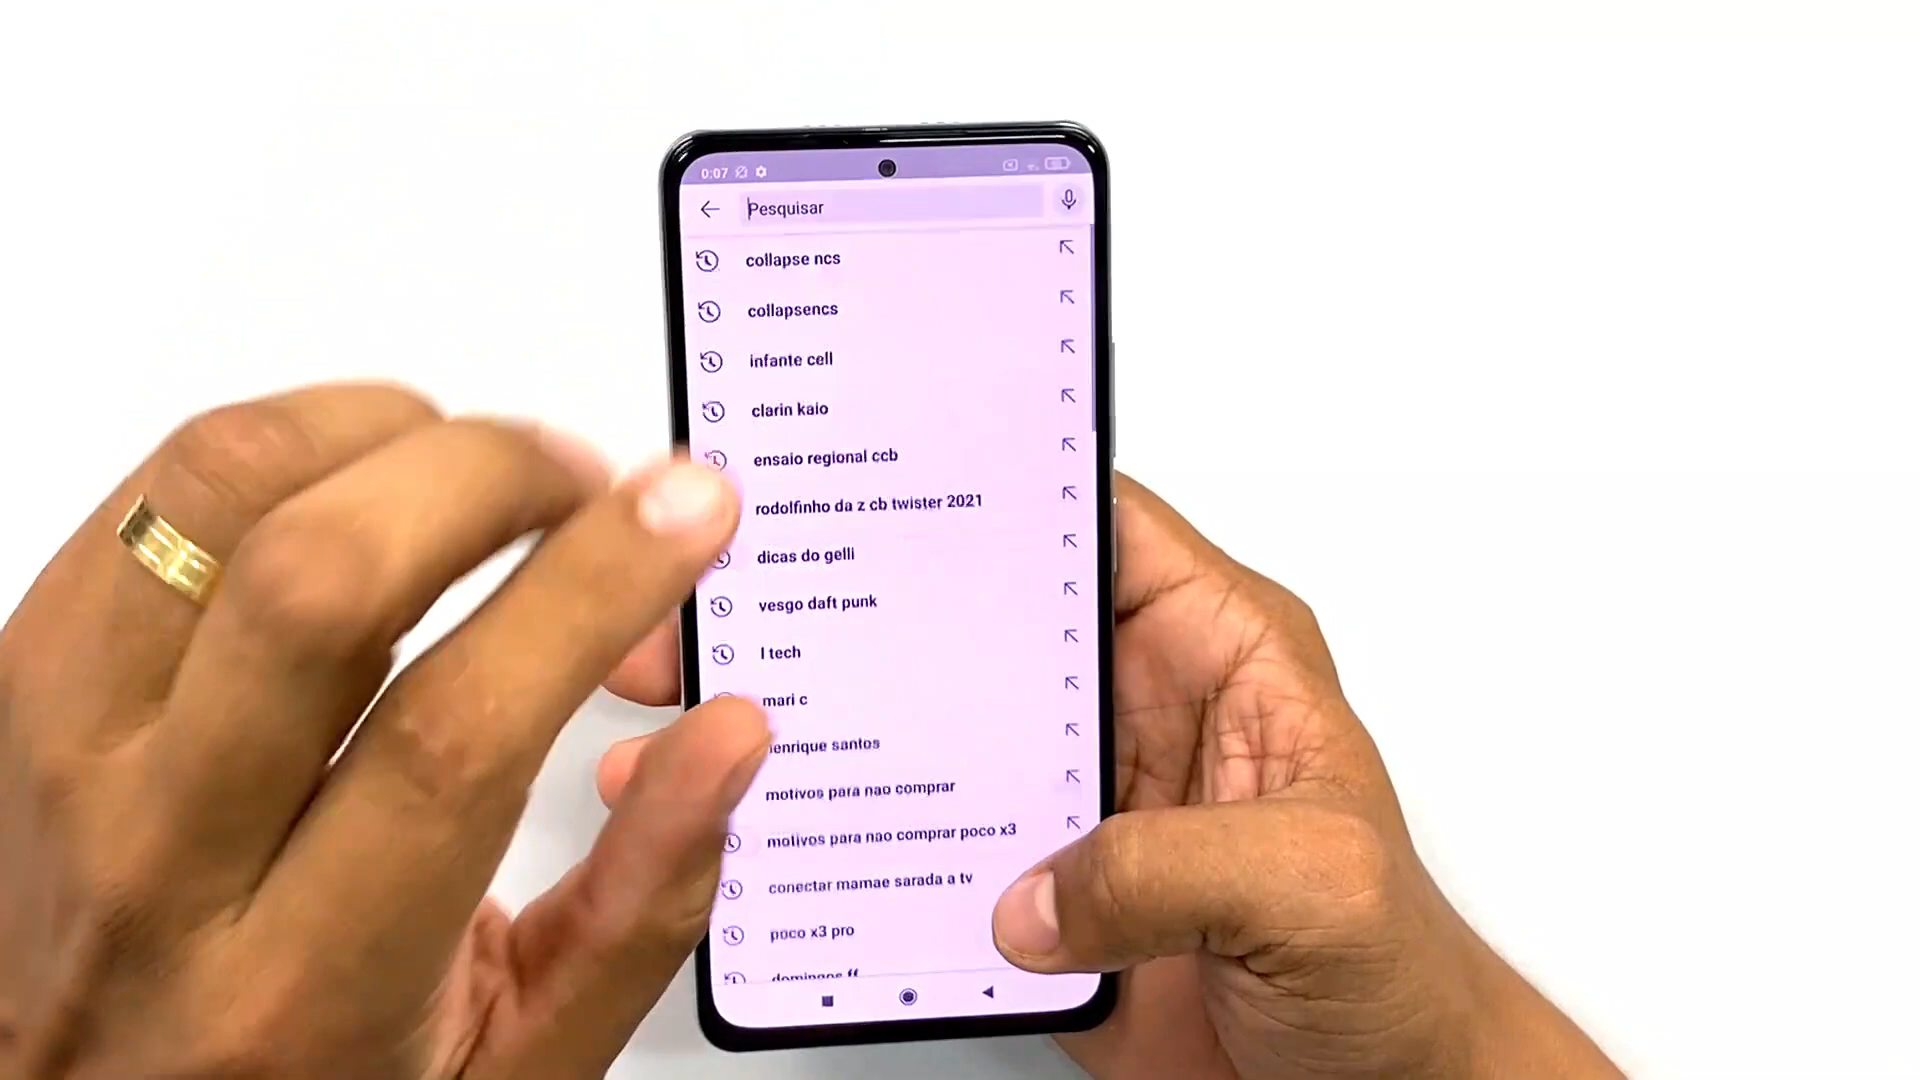 0:07
Pesquisar
collapse ncs
collapsencs
infante cell
clarin kaio
ensaio regional ccb
rodolfinho da z cb twister 2021
dicas do gelli
vesgo daft punk
l tech
mari c
henrique santos
motivos para nao comprar
motivos para nao comprar poco x3
conectar mamae sarada a tv
poco x3 pro